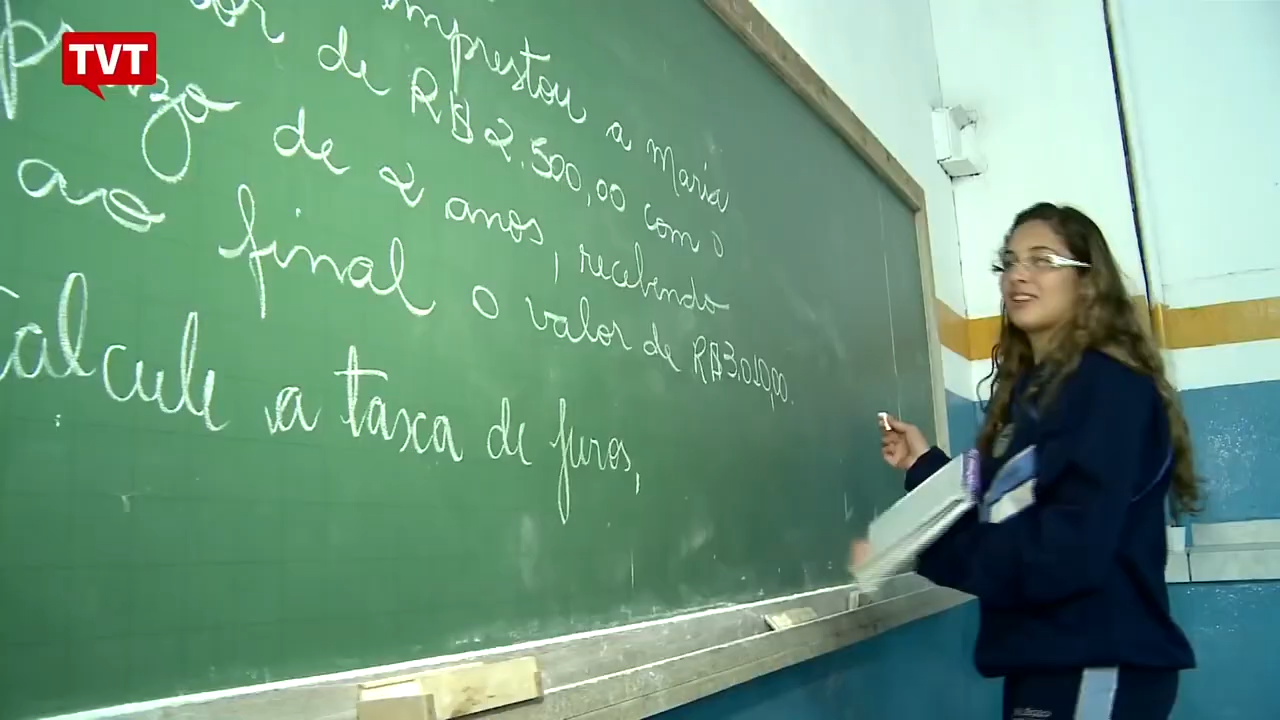 TVT
emprestou a maria
de R$2.500,00 com o
prazo de 2 anos, recebendo
ao final o valor de R$3.010,00.
Calcule a taxa de juros,